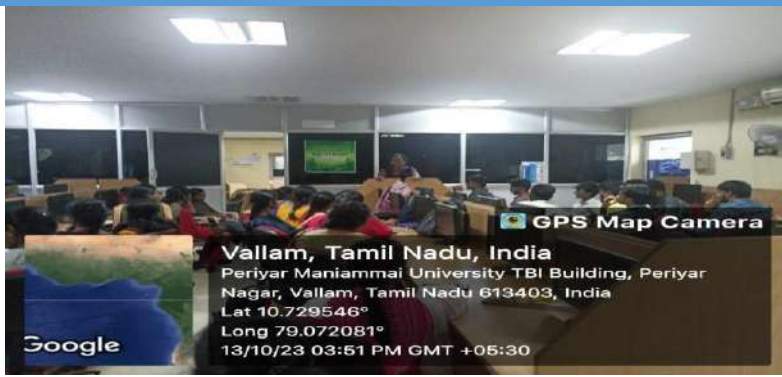 GPS Map Camera
Vallam, Tamil Nadu, India
Periyar Maniammai University TBI Building, Periyar
Nagar, Vallam, Tamil Nadu 613403, India
Lat 10.729546°
Long 79.072081°
13/10/23 03:51 PM GMT +05:30
Google